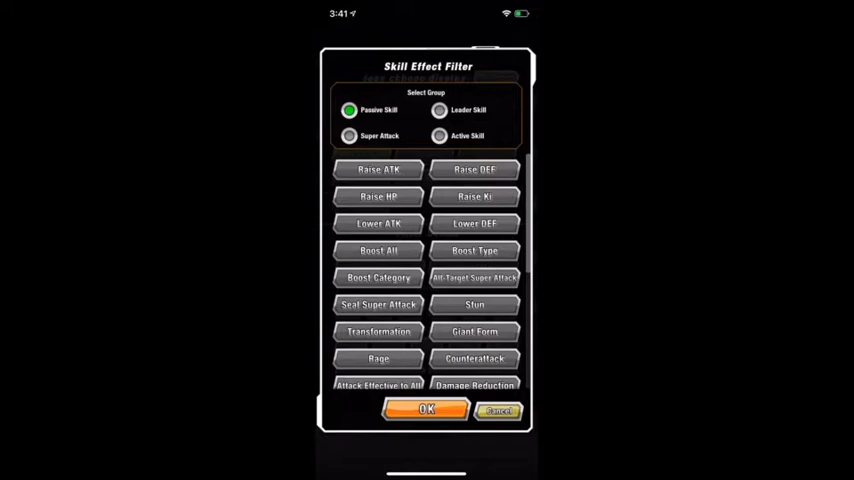 3:41
Skill Effect Filter
Select Group
Passive Skill
Leader Skill
Super Attack
Active Skill
Raise ATK
Raise DEF
Raise HP
Raise Ki
Lower ATK
Lower DEF
Boost All
Boost Type
Boost Category
All-Target Super Attack
Seal Super Attack
Stun
Transformation
Giant Form
Rage
Counterattack
Attack Effective to All
Damage Reduction
OK
Cancel